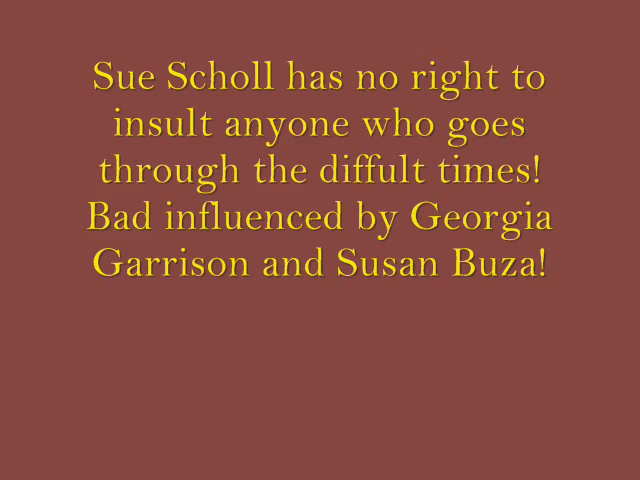 Sue Scholl has no right to
insult anyone who goes
through the diffult times!
Bad influenced by Georgia
Garrison and Susan Buza!